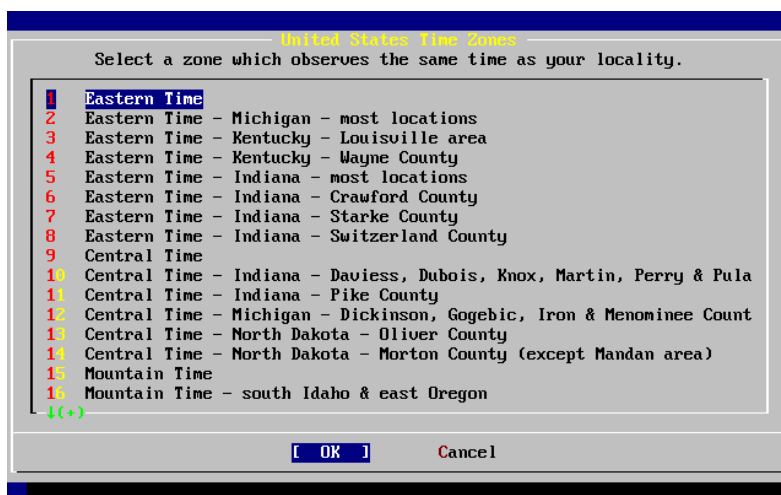 United States Time Zones
Select a zone which observes the same time as your locality.
1 Eastern Time
2 Eastern Time - Michigan - most locations
3 Eastern Time - Kentucky - Louisville area
4 Eastern Time - Kentucky - Wayne County
5 Eastern Time - Indiana - most locations
6 Eastern Time - Indiana - Crawford County
7 Eastern Time - Indiana - Starke County
8 Eastern Time - Indiana - Switzerland County
9 Central Time
10 Central Time - Indiana - Daviess, Dubois, Knox, Martin, Perry & Pula
11 Central Time - Indiana - Pike County
12 Central Time - Michigan - Dickinson, Gogebic, Iron & Menominee Count
13 Central Time - North Dakota - Oliver County
14 Central Time - North Dakota - Morton County (except Mandan area)
15 Mountain Time
16 Mountain Time - south Idaho & east Oregon
↓(+)
[ OK ] Cancel